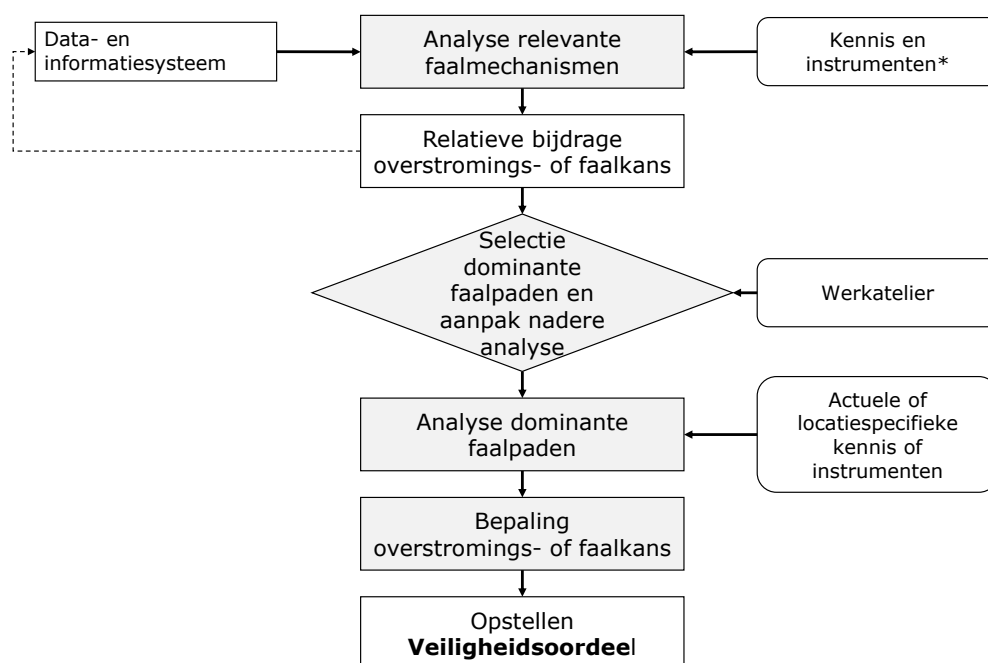 Data- en
informatiesysteem
Analyse relevante
faalmechanismen
Kennis en
instrumenten*
Relatieve bijdrage
overstromings- of faalkans
Selectie
dominante
faalpaden en
aanpak nadere
analyse
Werkatelier
Analyse dominante
faalpaden
Actuele of
locatiespecifieke
kennis of
instrumenten
Bepaling
overstromings- of faalkans
Opstellen
Veiligheidsoordeel